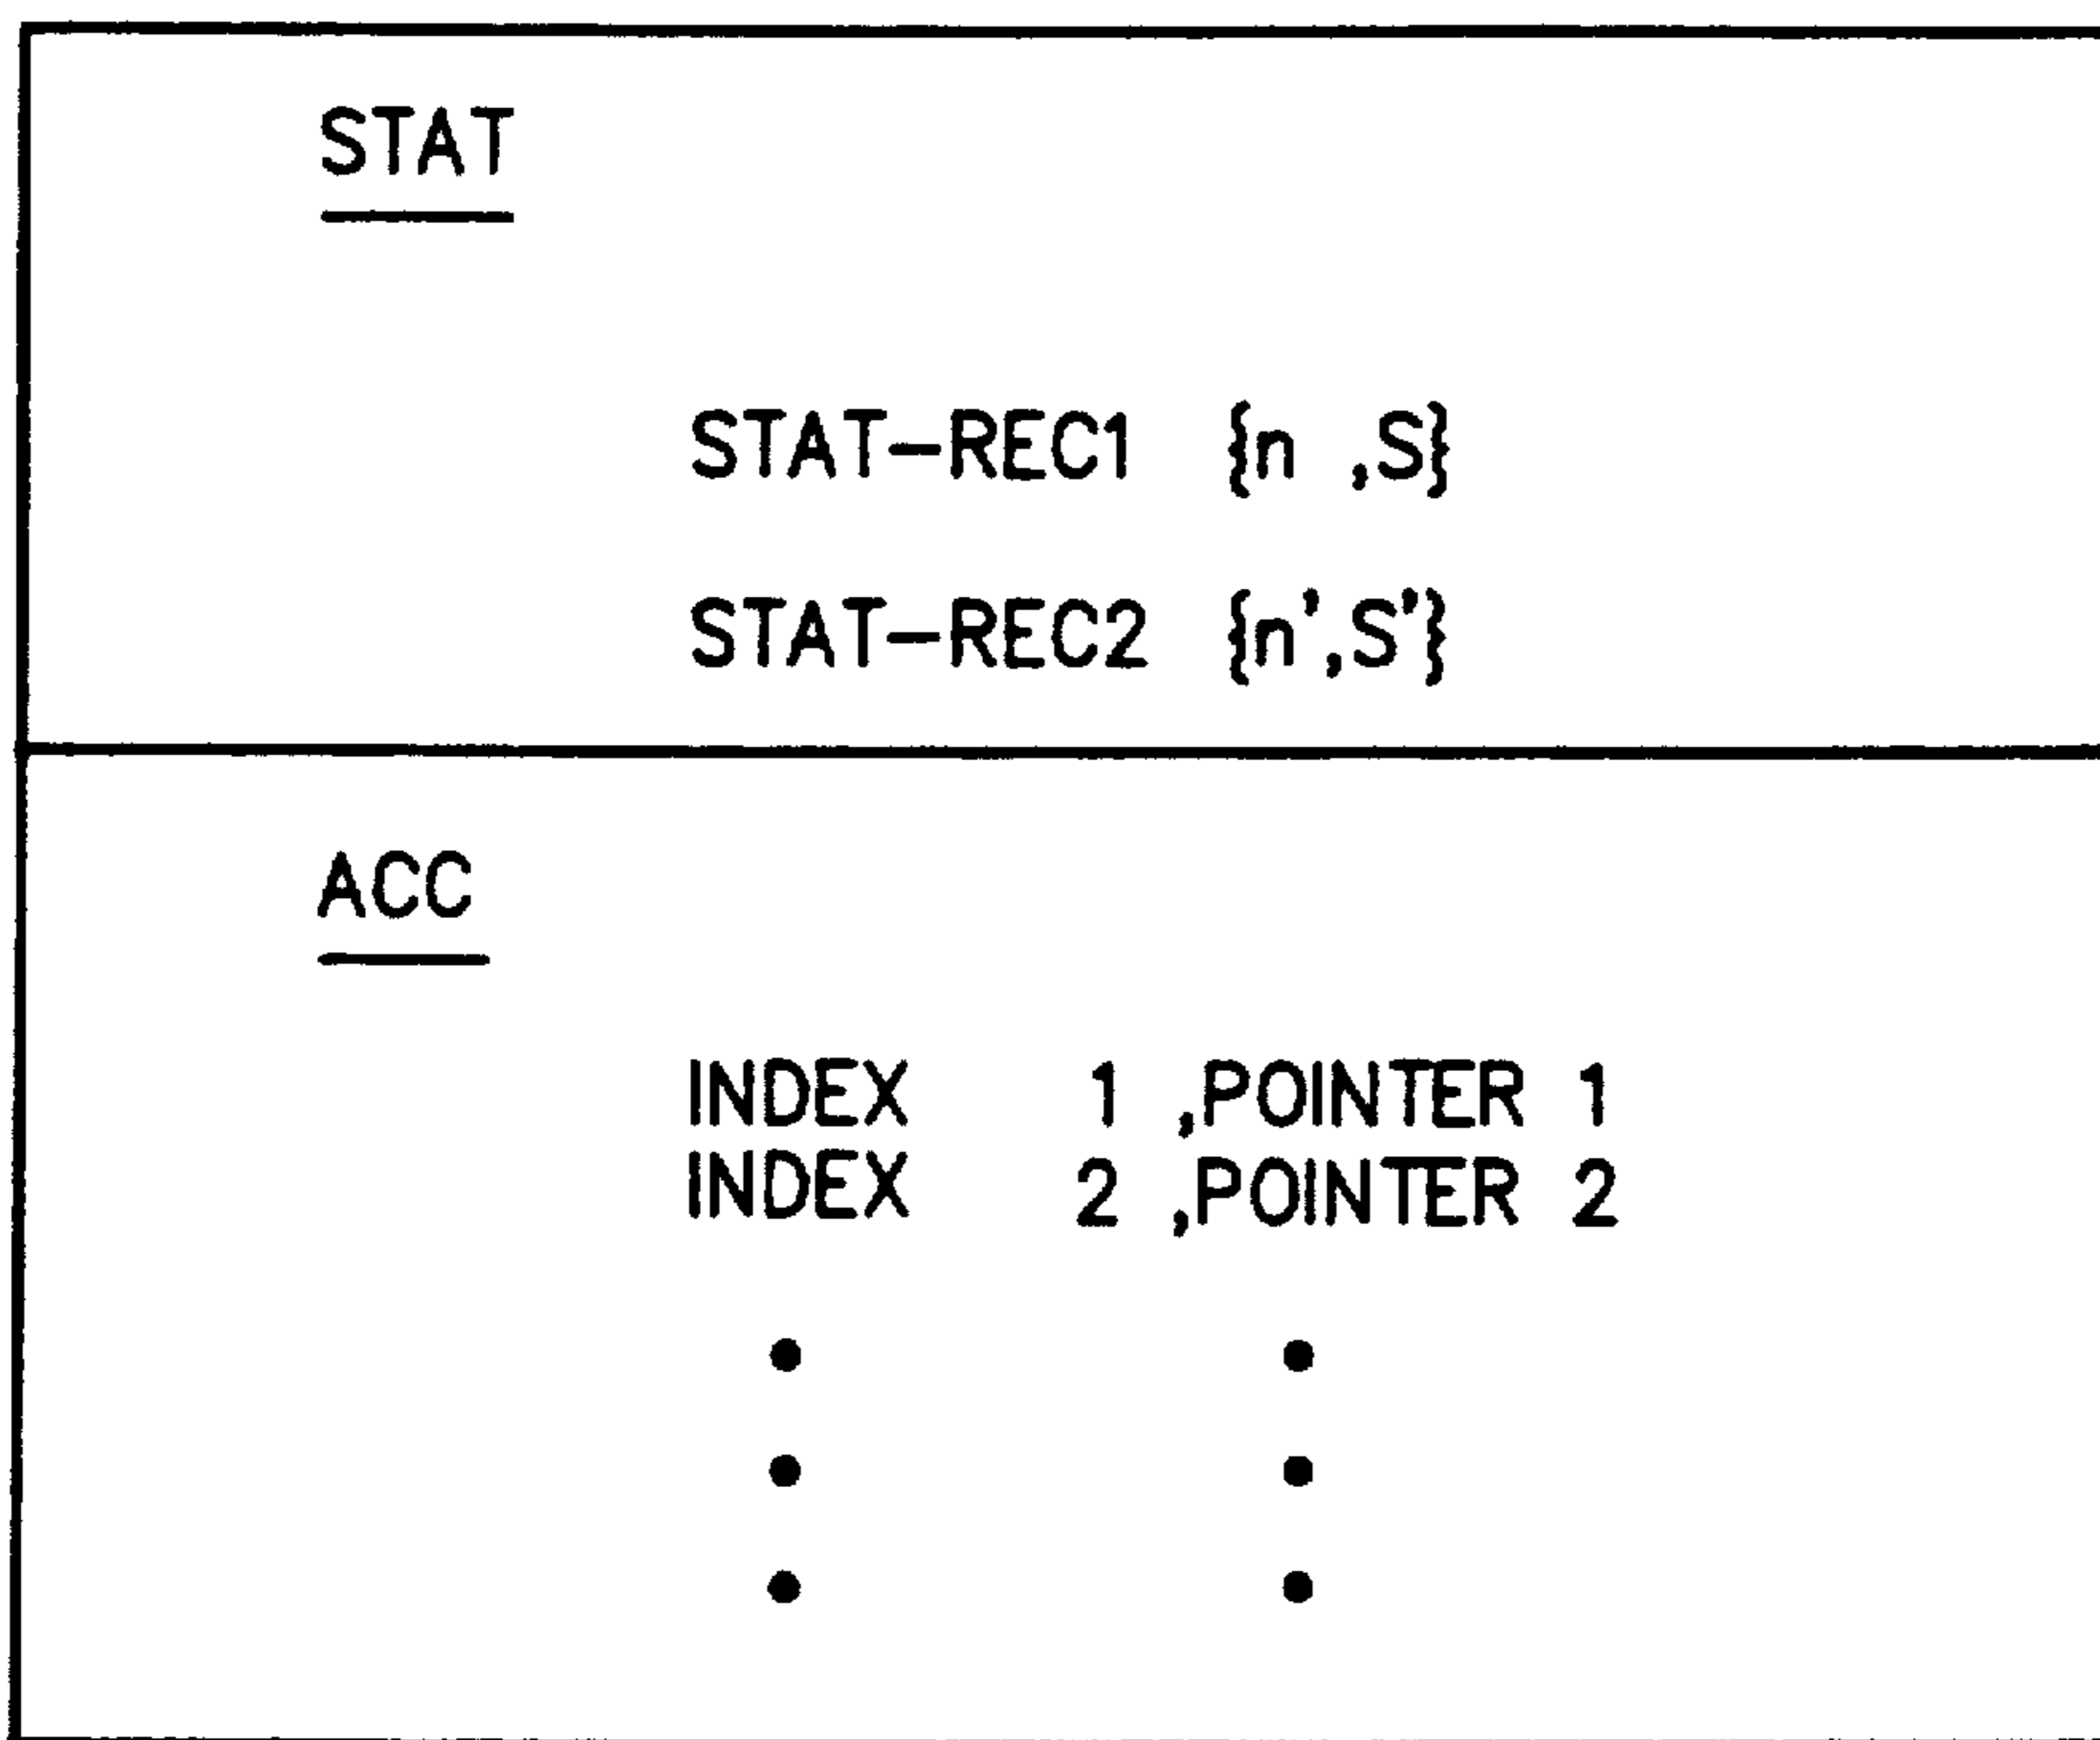 STAT
STAT-REC1 {n ,S}
STAT-REC2 {n',S'}
ACC
INDEX 1 ,POINTER 1
INDEX 2 ,POINTER 2